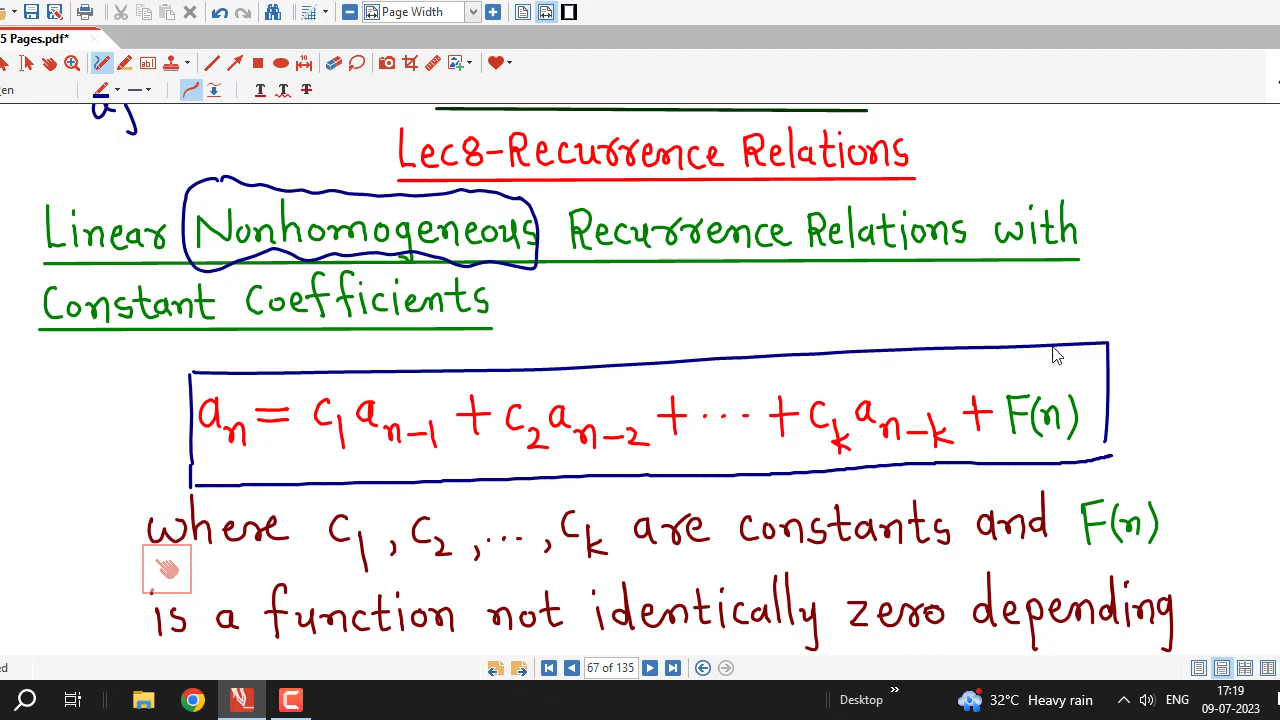 Page Width
5 Pages.pdf*
Lec8-Recurrence Relations
Linear Nonhomogeneous Recurrence Relations with
Constant Coefficients
aₙ = c₁aₙ₋₁ + c₂aₙ₋₂ + ⋯ + cₖaₙ₋ₖ + F(n)
where c₁, c₂, ⋯, cₖ are constants and F(n)
is a function not identically zero depending
67 of 135
Desktop
32°C Heavy rain
ENG
17:19
09-07-2023